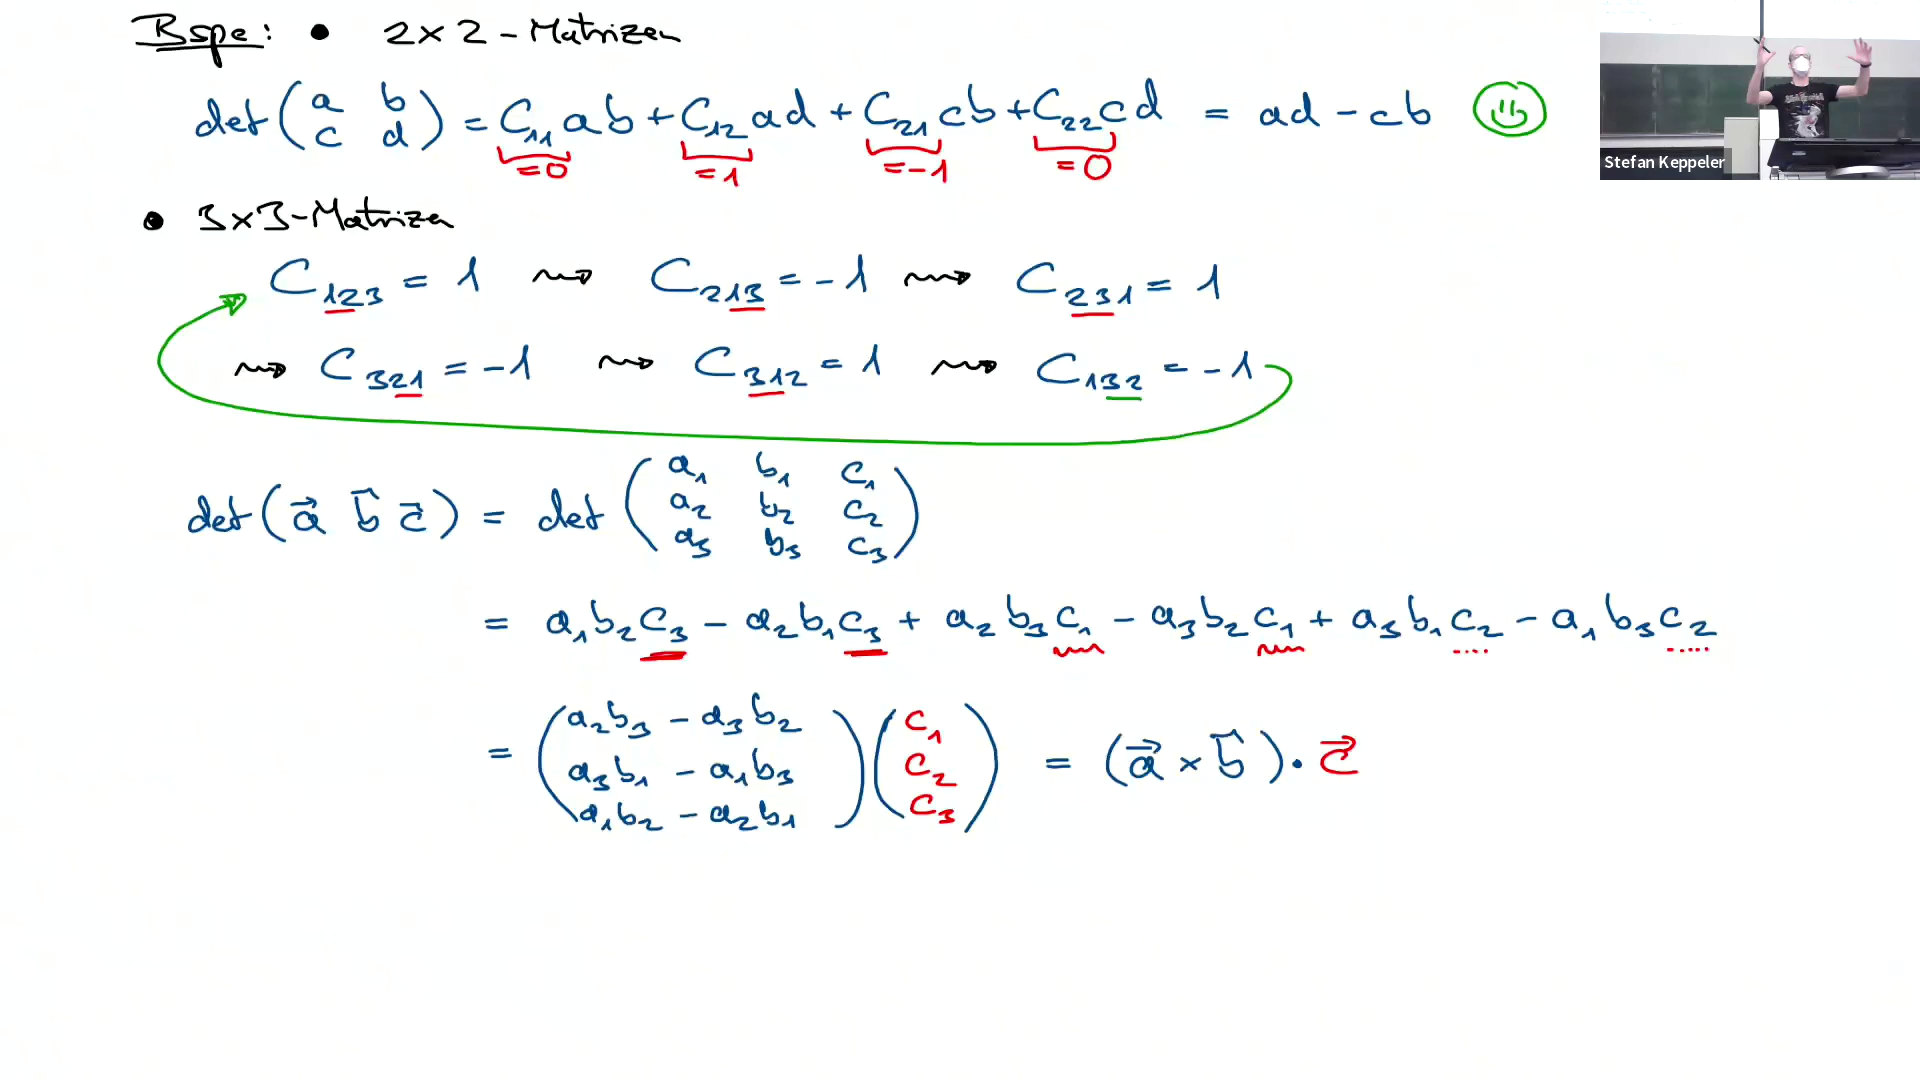 Bspe: • 2×2-Matrizen
det(a b c d) = C₁₁ab + C₁₂ad + C₂₁cb + C₂₂cd = ad - cb
=0 =1 =-1 =0
Stefan Keppeler
• 3×3-Matrizen
C₁₂₃ = 1 ⇝ C₂₁₃ = -1 ⇝ C₂₃₁ = 1
⇝ C₃₂₁ = -1 ⇝ C₃₁₂ = 1 ⇝ C₁₃₂ = -1
a₁ b₁ c₁
det(a⃗ b⃗ c⃗) = det(a₂ b₂ c₂)
a₃ b₃ c₃
= a₁b₂c₃ - a₂b₁c₃ + a₂b₃c₁ - a₃b₂c₁ + a₃b₁c₂ - a₁b₃c₂
a₂b₃ - a₃b₂ c₁
= (a₃b₁ - a₁b₃)(c₂) = (a⃗ × b⃗) · c⃗
a₁b₂ - a₂b₁ c₃